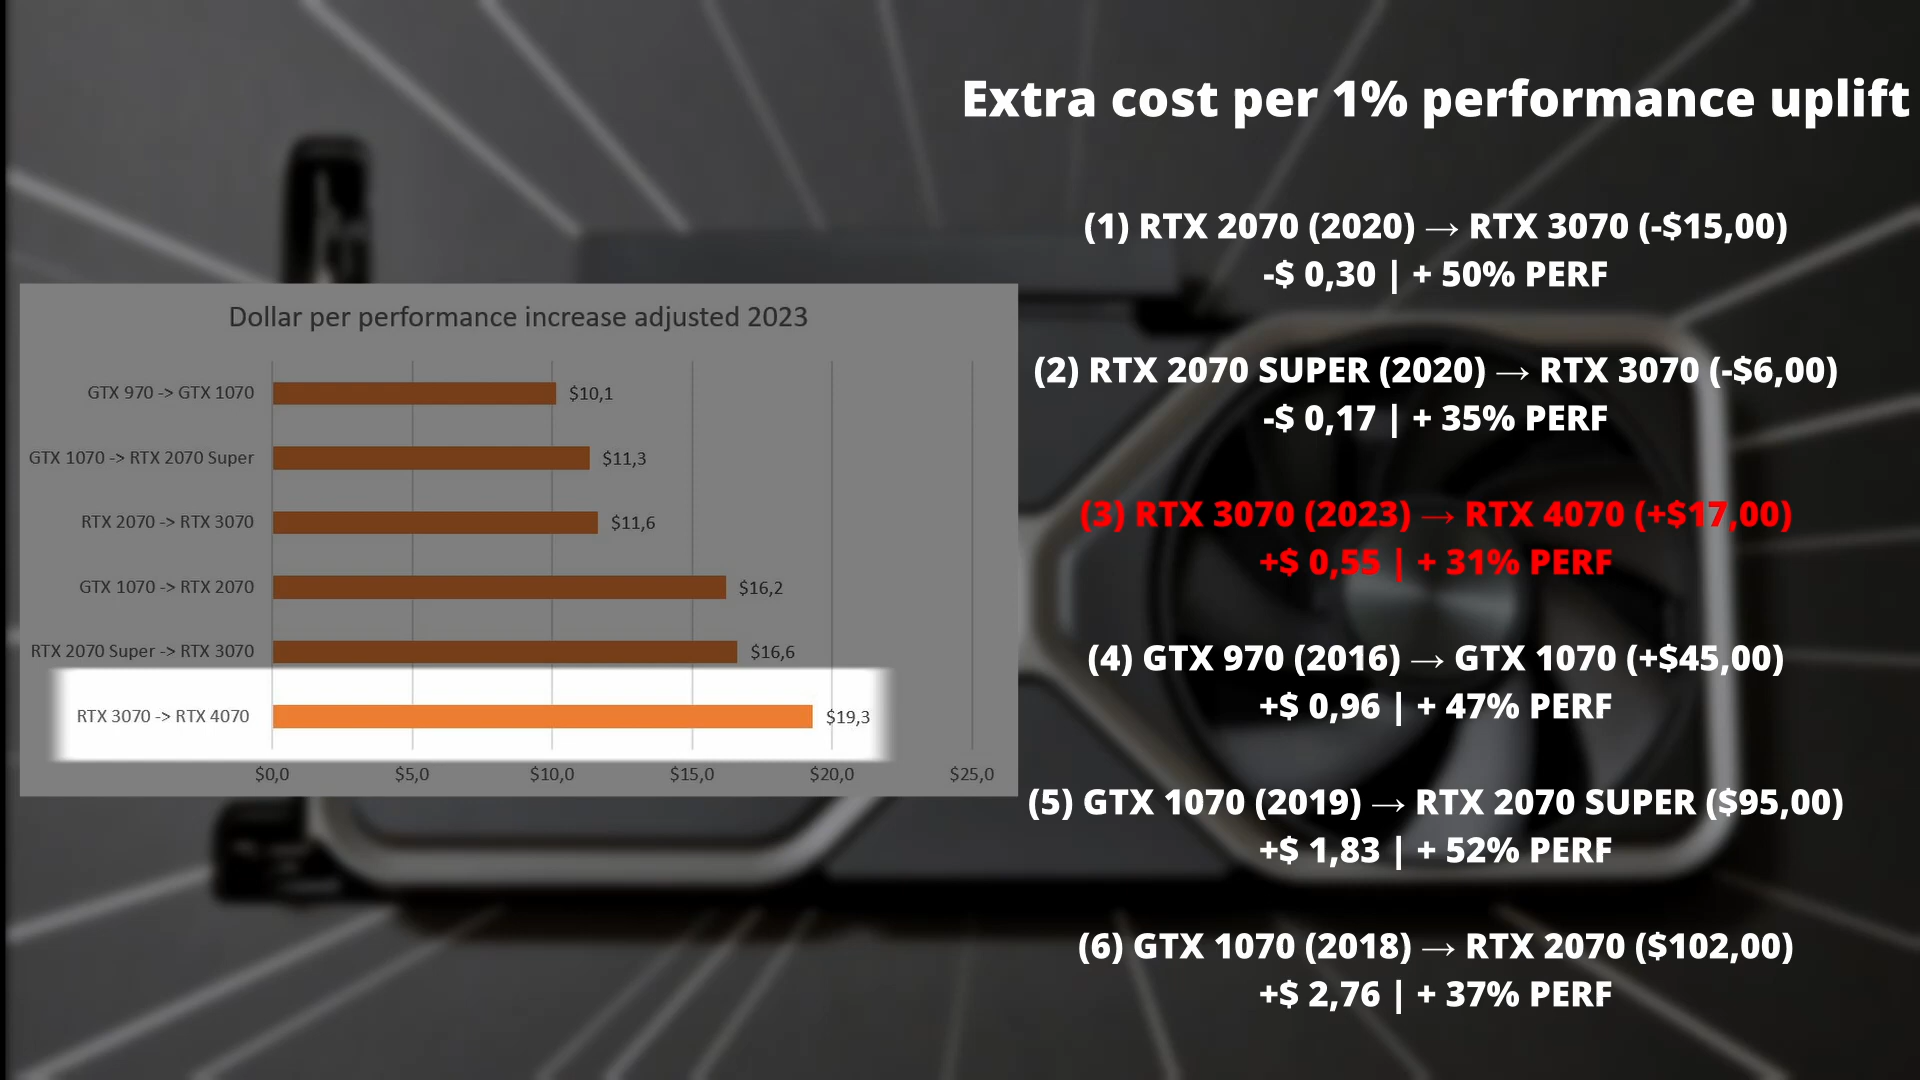 Extra cost per 1% performance uplift
Dollar per performance increase adjusted 2023
GTX 970 -> GTX 1070 $10,1
GTX 1070 -> RTX 2070 Super $11,3
RTX 2070 -> RTX 3070 $11,6
GTX 1070 -> RTX 2070 $16,2
RTX 2070 Super -> RTX 3070 $16,6
RTX 3070 -> RTX 4070 $19,3
$0,0 $5,0 $10,0 $15,0 $20,0 $25,0
(1) RTX 2070 (2020) → RTX 3070 (-$15,00)
-$ 0,30 | + 50% PERF
(2) RTX 2070 SUPER (2020) → RTX 3070 (-$6,00)
-$ 0,17 | + 35% PERF
(3) RTX 3070 (2023) → RTX 4070 (+$17,00)
+$ 0,55 | + 31% PERF
(4) GTX 970 (2016) → GTX 1070 (+$45,00)
+$ 0,96 | + 47% PERF
(5) GTX 1070 (2019) → RTX 2070 SUPER ($95,00)
+$ 1,83 | + 52% PERF
(6) GTX 1070 (2018) → RTX 2070 ($102,00)
+$ 2,76 | + 37% PERF